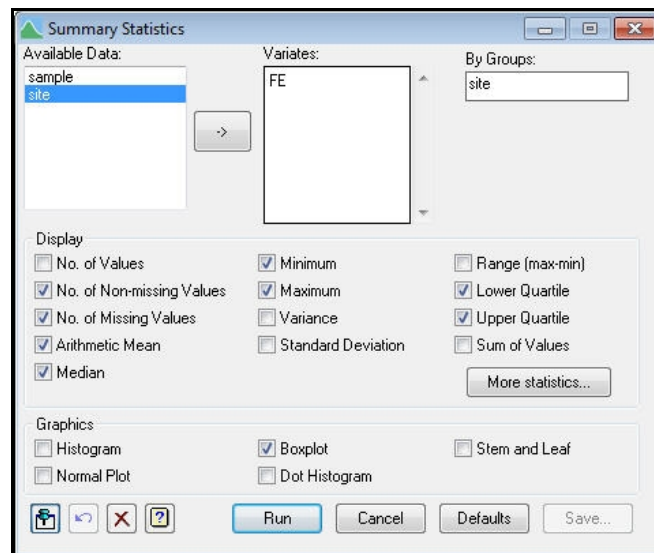 Summary Statistics
Available Data:
sample
site
->
Variates:
FE
By Groups:
site
Display
No. of Values
No. of Non-missing Values
No. of Missing Values
Arithmetic Mean
Median
Minimum
Maximum
Variance
Standard Deviation
Range (max-min)
Lower Quartile
Upper Quartile
Sum of Values
More statistics...
Graphics
Histogram
Normal Plot
Boxplot
Dot Histogram
Stem and Leaf
Run
Cancel
Defaults
Save...